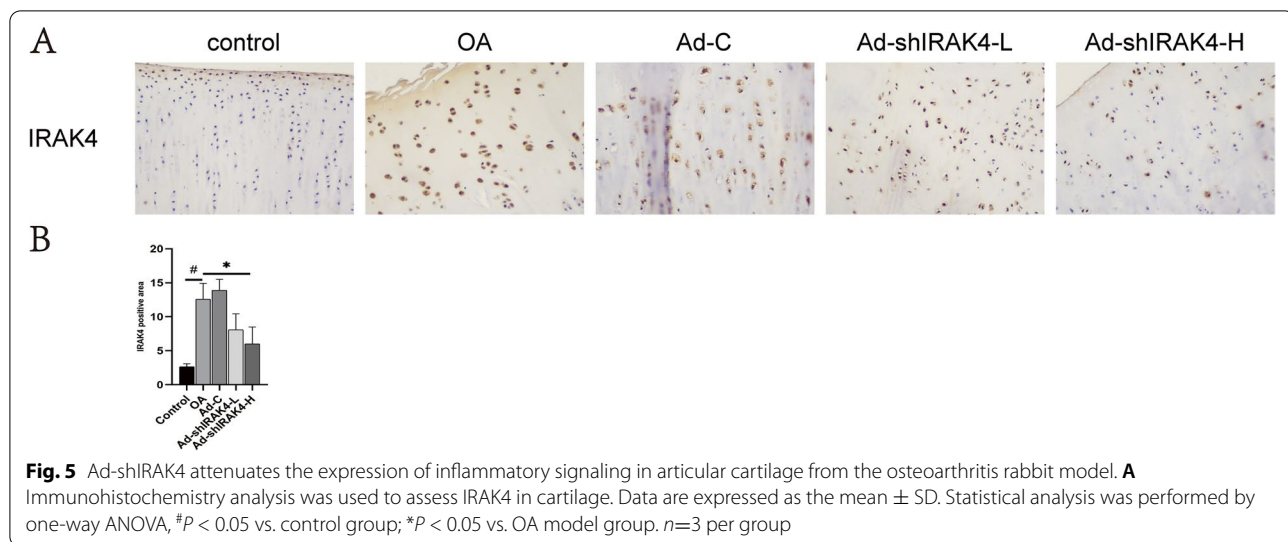 A
control OA Ad-C Ad-shIRAK4-L Ad-shIRAK4-H
IRAK4
B
IRAK4 positive area
20
15
10
5
0
# *
Control
OA
Ad-C
Ad-shIRAK4-L
Ad-shIRAK4-H
Fig. 5 Ad-shIRAK4 attenuates the expression of inflammatory signaling in articular cartilage from the osteoarthritis rabbit model. A
Immunohistochemistry analysis was used to assess IRAK4 in cartilage. Data are expressed as the mean ± SD. Statistical analysis was performed by
one-way ANOVA, #P < 0.05 vs. control group; *P < 0.05 vs. OA model group. n=3 per group